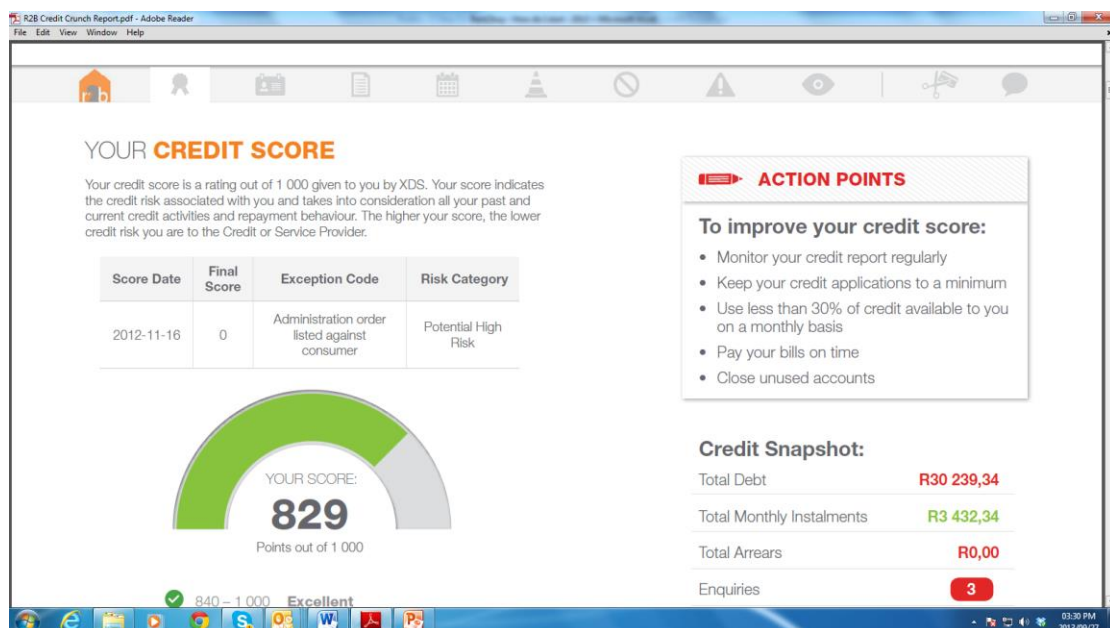 R2B Credit Crunch Report.pdf - Adobe Reader
File Edit View Window Help
r b
YOUR CREDIT SCORE
Your credit score is a rating out of 1 000 given to you by XDS. Your score indicates
the credit risk associated with you and takes into consideration all your past and
current credit activities and repayment behaviour. The higher your score, the lower
credit risk you are to the Credit or Service Provider.
Score Date Final Score Exception Code Risk Category
2012-11-16 0 Administration order listed against consumer Potential High Risk
YOUR SCORE:
829
Points out of 1 000
840 – 1 000 Excellent
ACTION POINTS
To improve your credit score:
• Monitor your credit report regularly
• Keep your credit applications to a minimum
• Use less than 30% of credit available to you
on a monthly basis
• Pay your bills on time
• Close unused accounts
Credit Snapshot:
Total Debt R30 239,34
Total Monthly Instalments R3 432,34
Total Arrears R0,00
Enquiries 3
03:30 PM